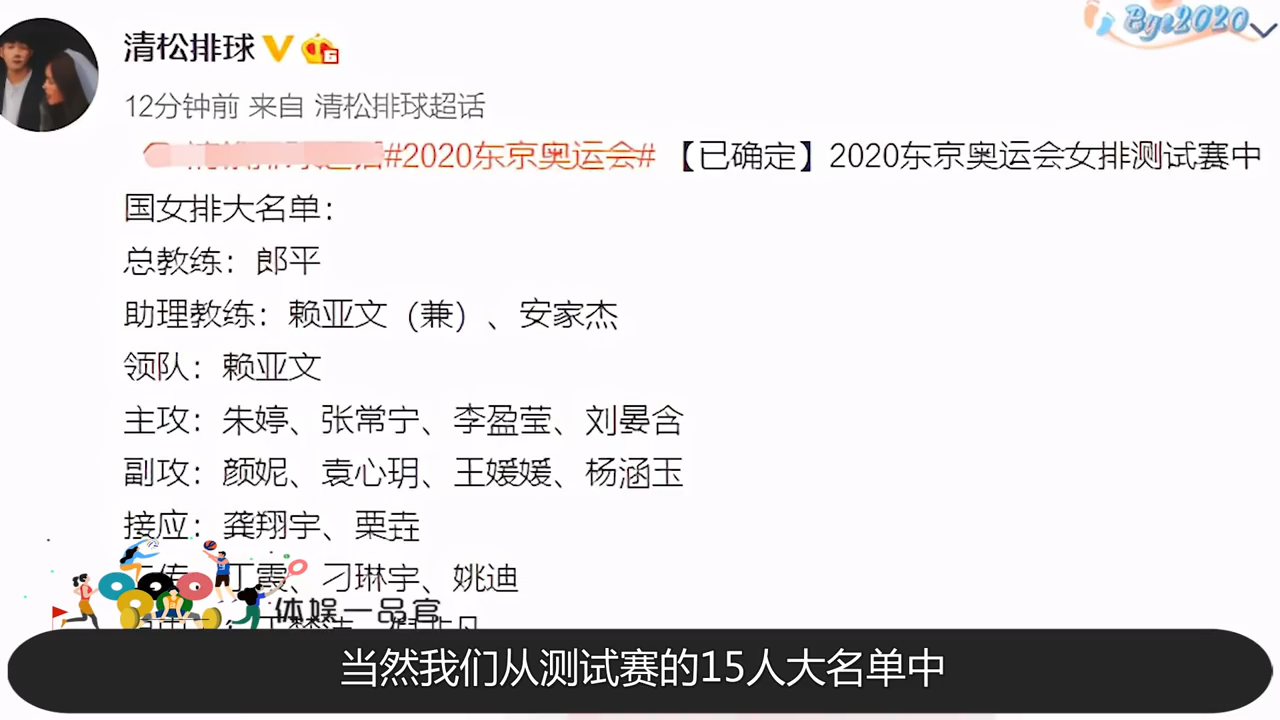 Bye2020
清松排球
6
12分钟前 来自 清松排球超话
#2020东京奥运会# 【已确定】2020东京奥运会女排测试赛中
国女排大名单：
总教练：郎平
助理教练：赖亚文（兼）、安家杰
领队：赖亚文
主攻：朱婷、张常宁、李盈莹、刘晏含
副攻：颜妮、袁心玥、王媛媛、杨涵玉
接应：龚翔宇、栗垚
丁霞、刁琳宇、姚迪
体娱一品官
当然我们从测试赛的15人大名单中